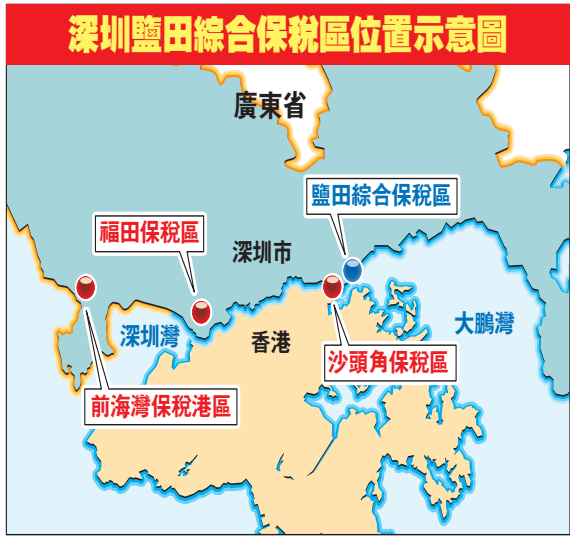 深圳鹽田綜合保稅區位置示意圖
廣東省
鹽田綜合保稅區
福田保稅區
深圳市
深圳灣
香港
大鵬灣
沙頭角保稅區
前海灣保稅港區